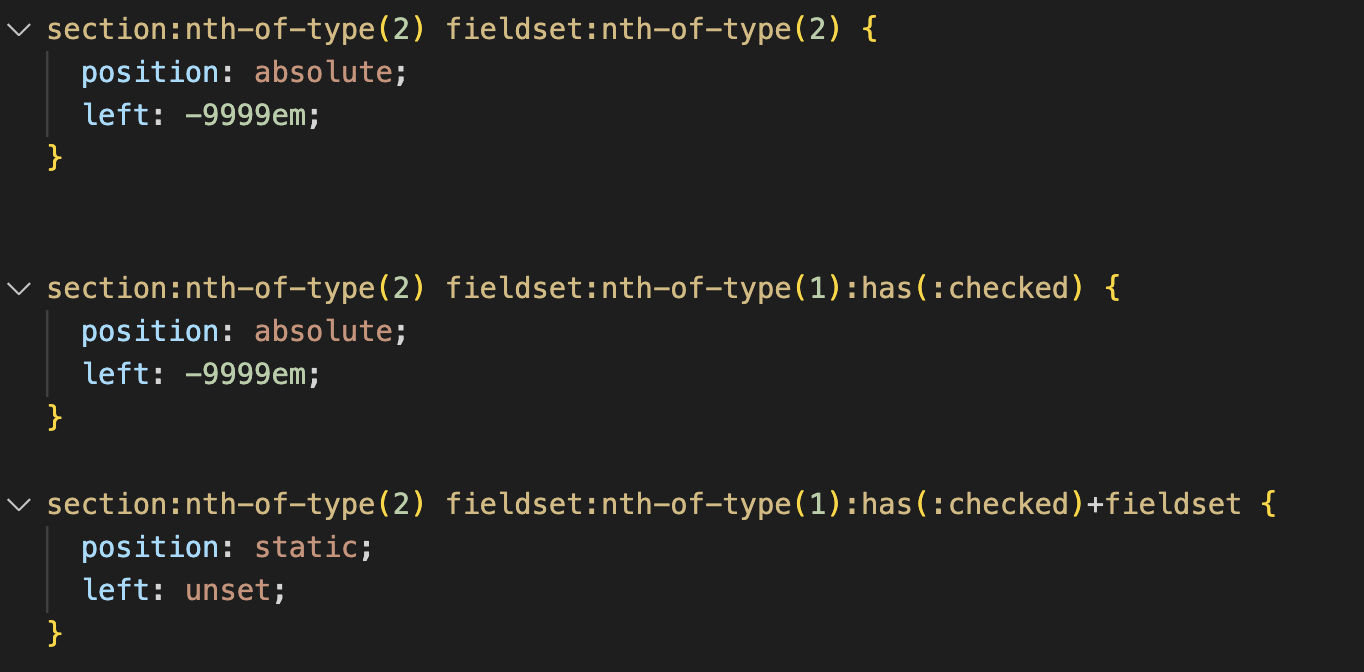 section:nth-of-type(2) fieldset:nth-of-type(2) {
position: absolute;
left: -9999em;
}
section:nth-of-type(2) fieldset:nth-of-type(1):has(:checked) {
position: absolute;
left: -9999em;
}
section:nth-of-type(2) fieldset:nth-of-type(1):has(:checked)+fieldset {
position: static;
left: unset;
}